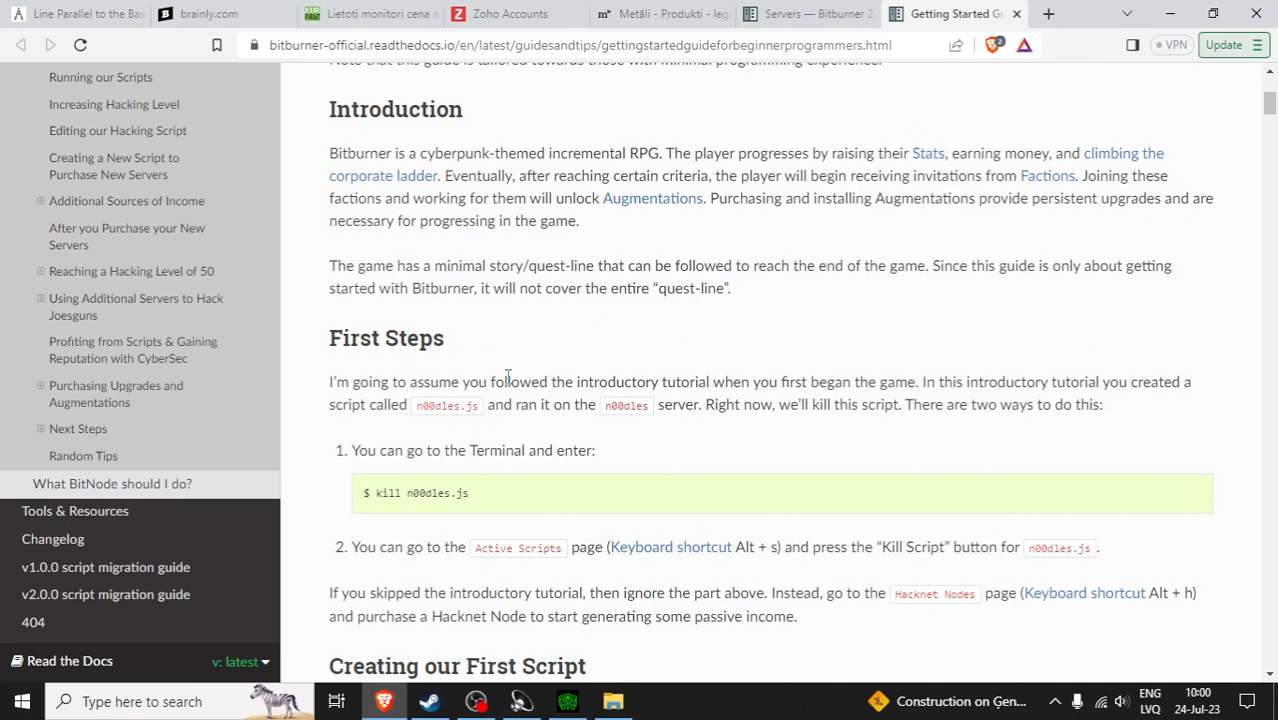 Line Parallel to the Bas
brainly.com
Lietoti monitori cena a
Zoho Accounts
Metāli - Produkti - leg
Servers — Bitburner 2.
Getting Started Gu
bitburner-official.readthedocs.io/en/latest/guidesandtips/gettingstartedguideforbeginnerprogrammers.html
2
VPN
Update
Running our Scripts
Increasing Hacking Level
Editing our Hacking Script
Creating a New Script to
Purchase New Servers
Additional Sources of Income
After you Purchase your New
Servers
Reaching a Hacking Level of 50
Using Additional Servers to Hack
Joesguns
Profiting from Scripts & Gaining
Reputation with CyberSec
Purchasing Upgrades and
Augmentations
Next Steps
Random Tips
What BitNode should I do?
Tools & Resources
Changelog
v1.0.0 script migration guide
v2.0.0 script migration guide
404
Read the Docs
v: latest
Note that this guide is tailored towards those with minimal programming experience.
Introduction
Bitburner is a cyberpunk-themed incremental RPG. The player progresses by raising their Stats, earning money, and climbing the
corporate ladder. Eventually, after reaching certain criteria, the player will begin receiving invitations from Factions. Joining these
factions and working for them will unlock Augmentations. Purchasing and installing Augmentations provide persistent upgrades and are
necessary for progressing in the game.
The game has a minimal story/quest-line that can be followed to reach the end of the game. Since this guide is only about getting
started with Bitburner, it will not cover the entire “quest-line”.
First Steps
I’m going to assume you followed the introductory tutorial when you first began the game. In this introductory tutorial you created a
script called n00dles.js and ran it on the n00dles server. Right now, we’ll kill this script. There are two ways to do this:
1. You can go to the Terminal and enter:
$ kill n00dles.js
2. You can go to the Active Scripts page (Keyboard shortcut Alt + s) and press the “Kill Script” button for n00dles.js.
If you skipped the introductory tutorial, then ignore the part above. Instead, go to the Hacknet Nodes page (Keyboard shortcut Alt + h)
and purchase a Hacknet Node to start generating some passive income.
Creating our First Script
Type here to search
Construction on Ģen...
ENG
LVQ
10:00
24-Jul-23